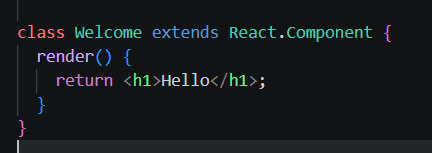 class Welcome extends React.Component {
  render() {
    return <h1>Hello</h1>;
  }
}